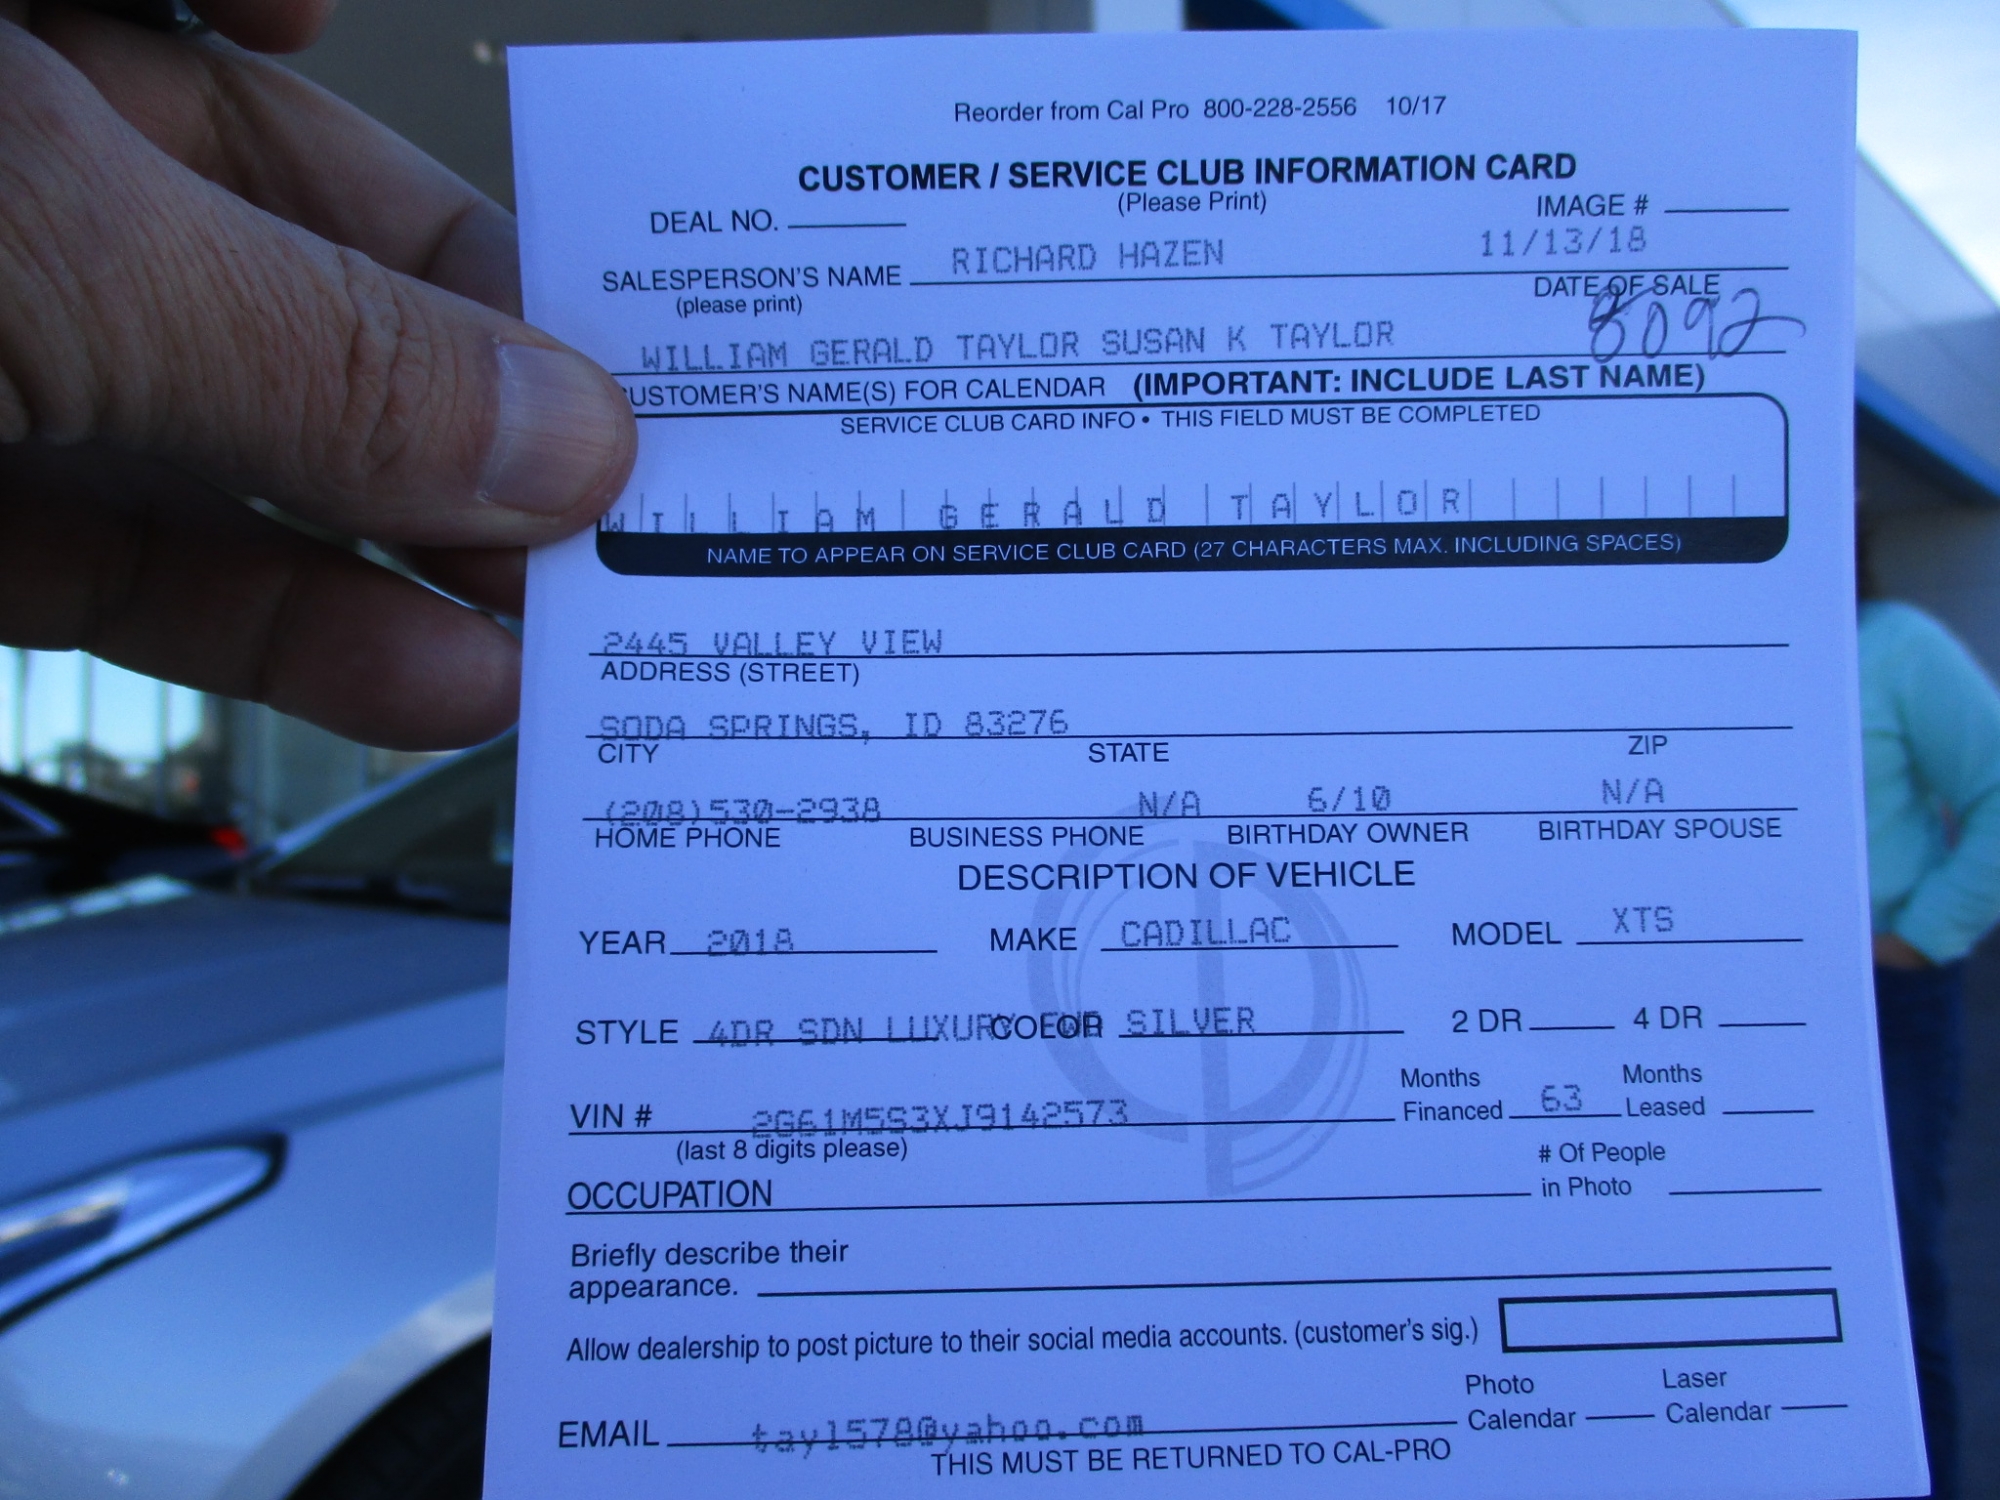 Reorder from Cal Pro 800-228-2556 10/17
CUSTOMER / SERVICE CLUB INFORMATION CARD
(Please Print)
DEAL NO. IMAGE #
RICHARD HAZEN 11/13/18
SALESPERSON'S NAME DATE OF SALE
(please print)
8092
WILLIAM GERALD TAYLOR SUSAN K TAYLOR
CUSTOMER'S NAME(S) FOR CALENDAR (IMPORTANT: INCLUDE LAST NAME)
SERVICE CLUB CARD INFO • THIS FIELD MUST BE COMPLETED
WILLIAM GERALD TAYLOR
NAME TO APPEAR ON SERVICE CLUB CARD (27 CHARACTERS MAX. INCLUDING SPACES)
2445 VALLEY VIEW
ADDRESS (STREET)
SODA SPRINGS, ID 83276
CITY STATE ZIP
(208)530-2938 N/A 6/10 N/A
HOME PHONE BUSINESS PHONE BIRTHDAY OWNER BIRTHDAY SPOUSE
DESCRIPTION OF VEHICLE
YEAR 2018 MAKE CADILLAC MODEL XTS
STYLE 4DR SDN LUXURY FWD COLOR SILVER 2 DR 4 DR
Months Months
VIN # 2G61M5S3XJ9142573 Financed 63 Leased
(last 8 digits please) # Of People
OCCUPATION in Photo
Briefly describe their
appearance.
Allow dealership to post picture to their social media accounts. (customer's sig.)
Photo Laser
EMAIL tayl578@yahoo.com Calendar Calendar
THIS MUST BE RETURNED TO CAL-PRO